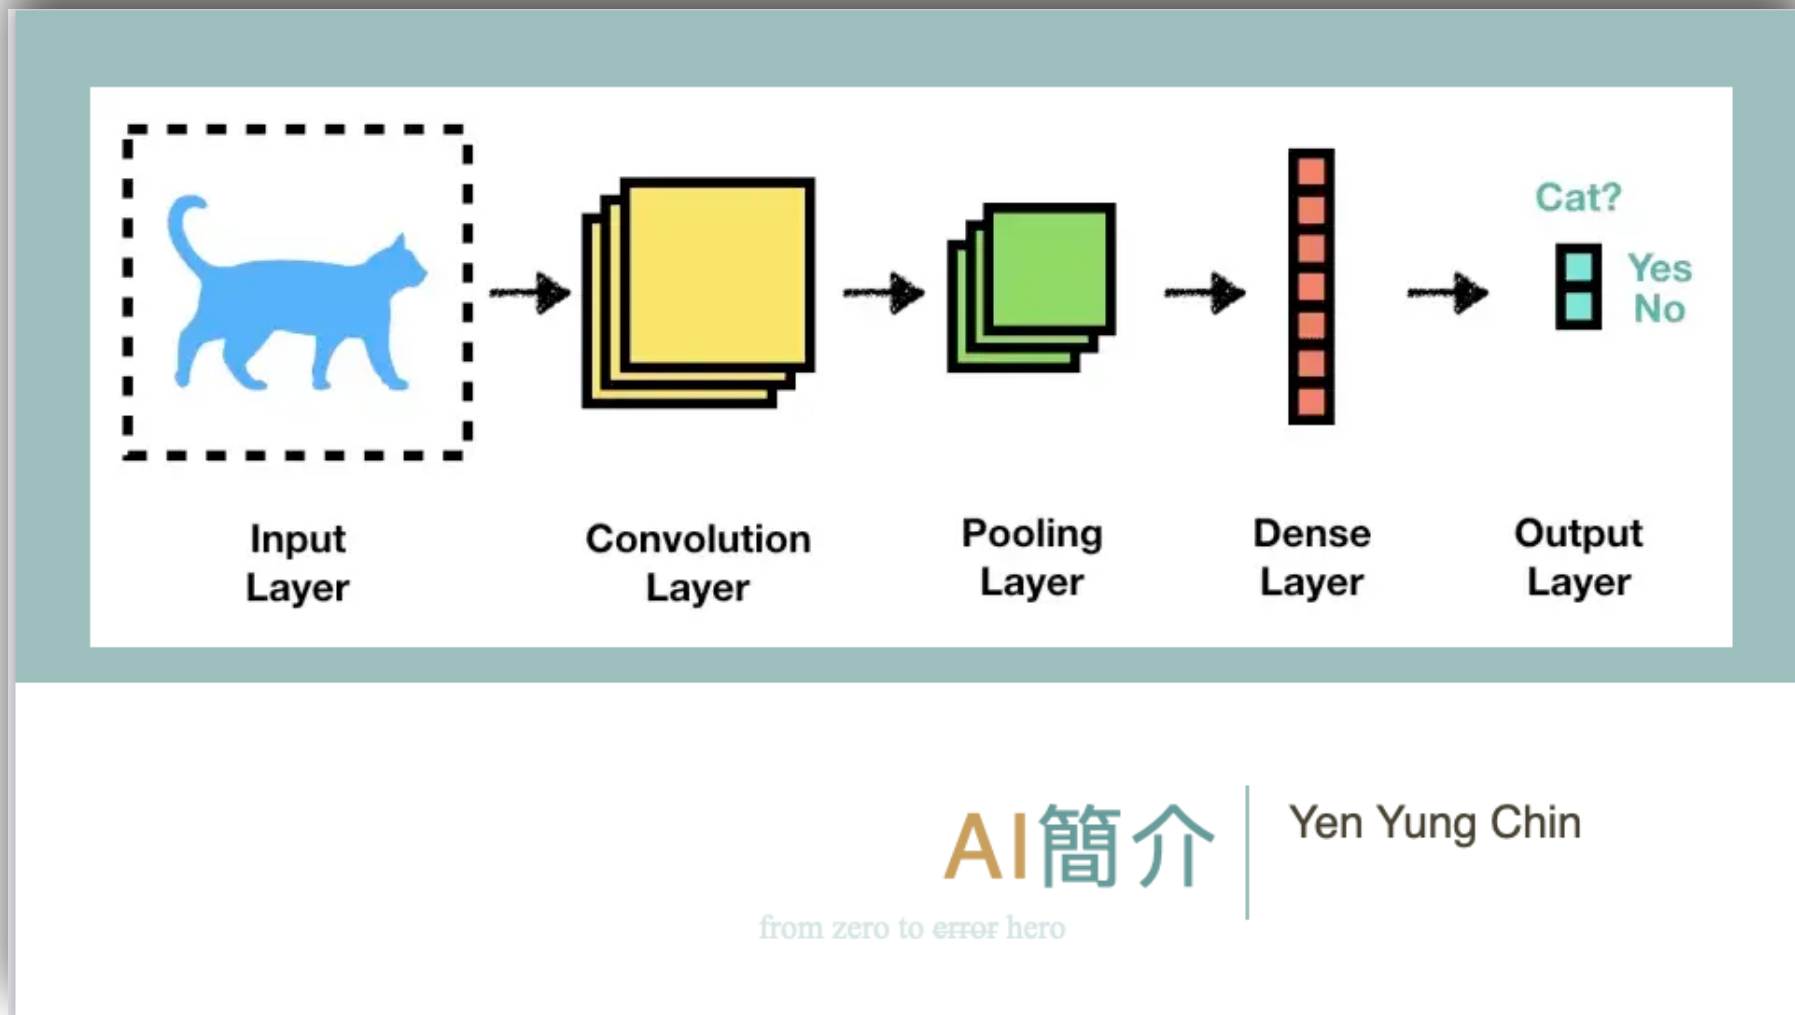 Cat?
Yes
No
Input
Layer
Convolution
Layer
Pooling
Layer
Dense
Layer
Output
Layer
AI簡介
Yen Yung Chin
from zero to error hero